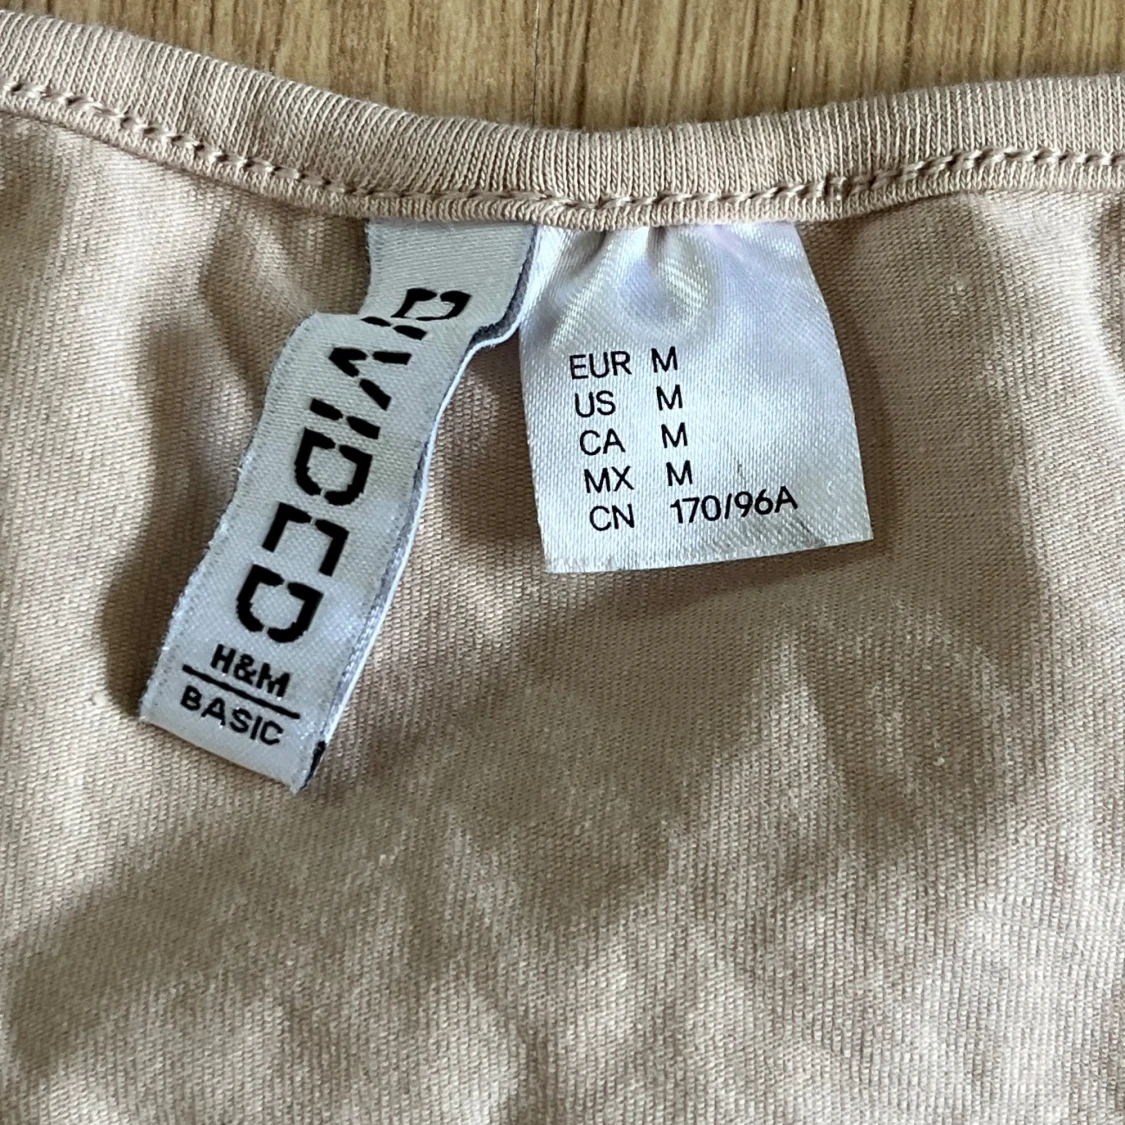 DIVIDED
H&M
BASIC
EUR M
US M
CA M
MX M
CN 170/96A